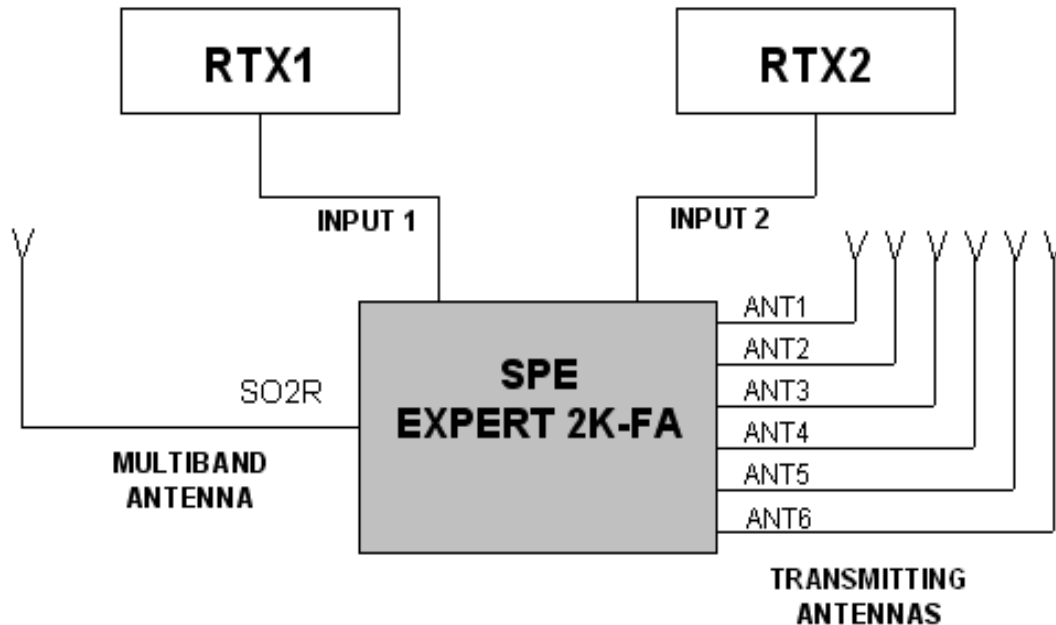 RTX1
RTX2
INPUT 1
INPUT 2
ANT1
ANT2
ANT3
ANT4
ANT5
ANT6
SO2R
SPE
EXPERT 2K-FA
MULTIBAND
ANTENNA
TRANSMITTING
ANTENNAS